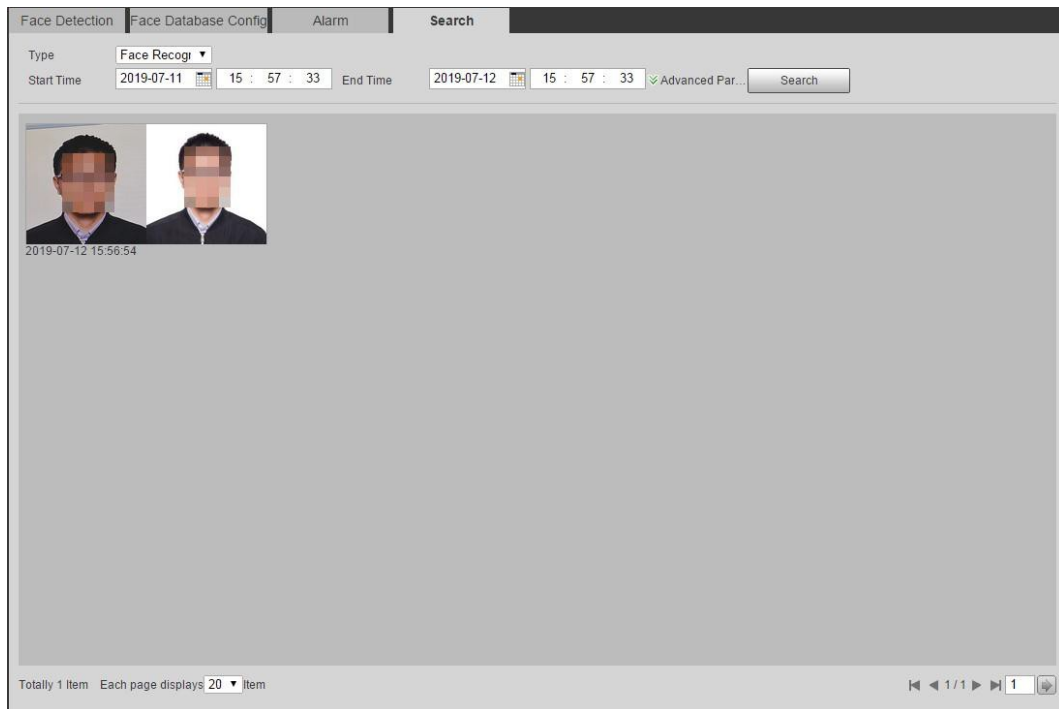 Face Detection Face Database Config Alarm Search
Type Face Recogr
Start Time 2019-07-11 15 : 57 : 33 End Time 2019-07-12 15 : 57 : 33 Advanced Par... Search
2019-07-12 15:56:54
Totally 1 Item Each page displays 20 Item 1/1 1